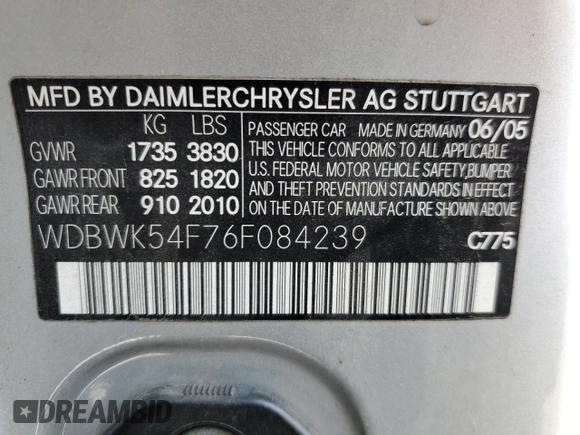 MFD BY DAIMLERCHRYSLER AG STUTTGART
KG LBS
GVWR 1735 3830
GAWR FRONT 825 1820
GAWR REAR 910 2010
PASSENGER CAR MADE IN GERMANY 06/05
THIS VEHICLE CONFORMS TO ALL APPLICABLE
U.S. FEDERAL MOTOR VEHICLE SAFETY,BUMPER
AND THEFT PREVENTION STANDARDS IN EFFECT
ON THE DATE OF MANUFACTURE SHOWN ABOVE
WDBWK54F76F084239 C775
DREAMBID